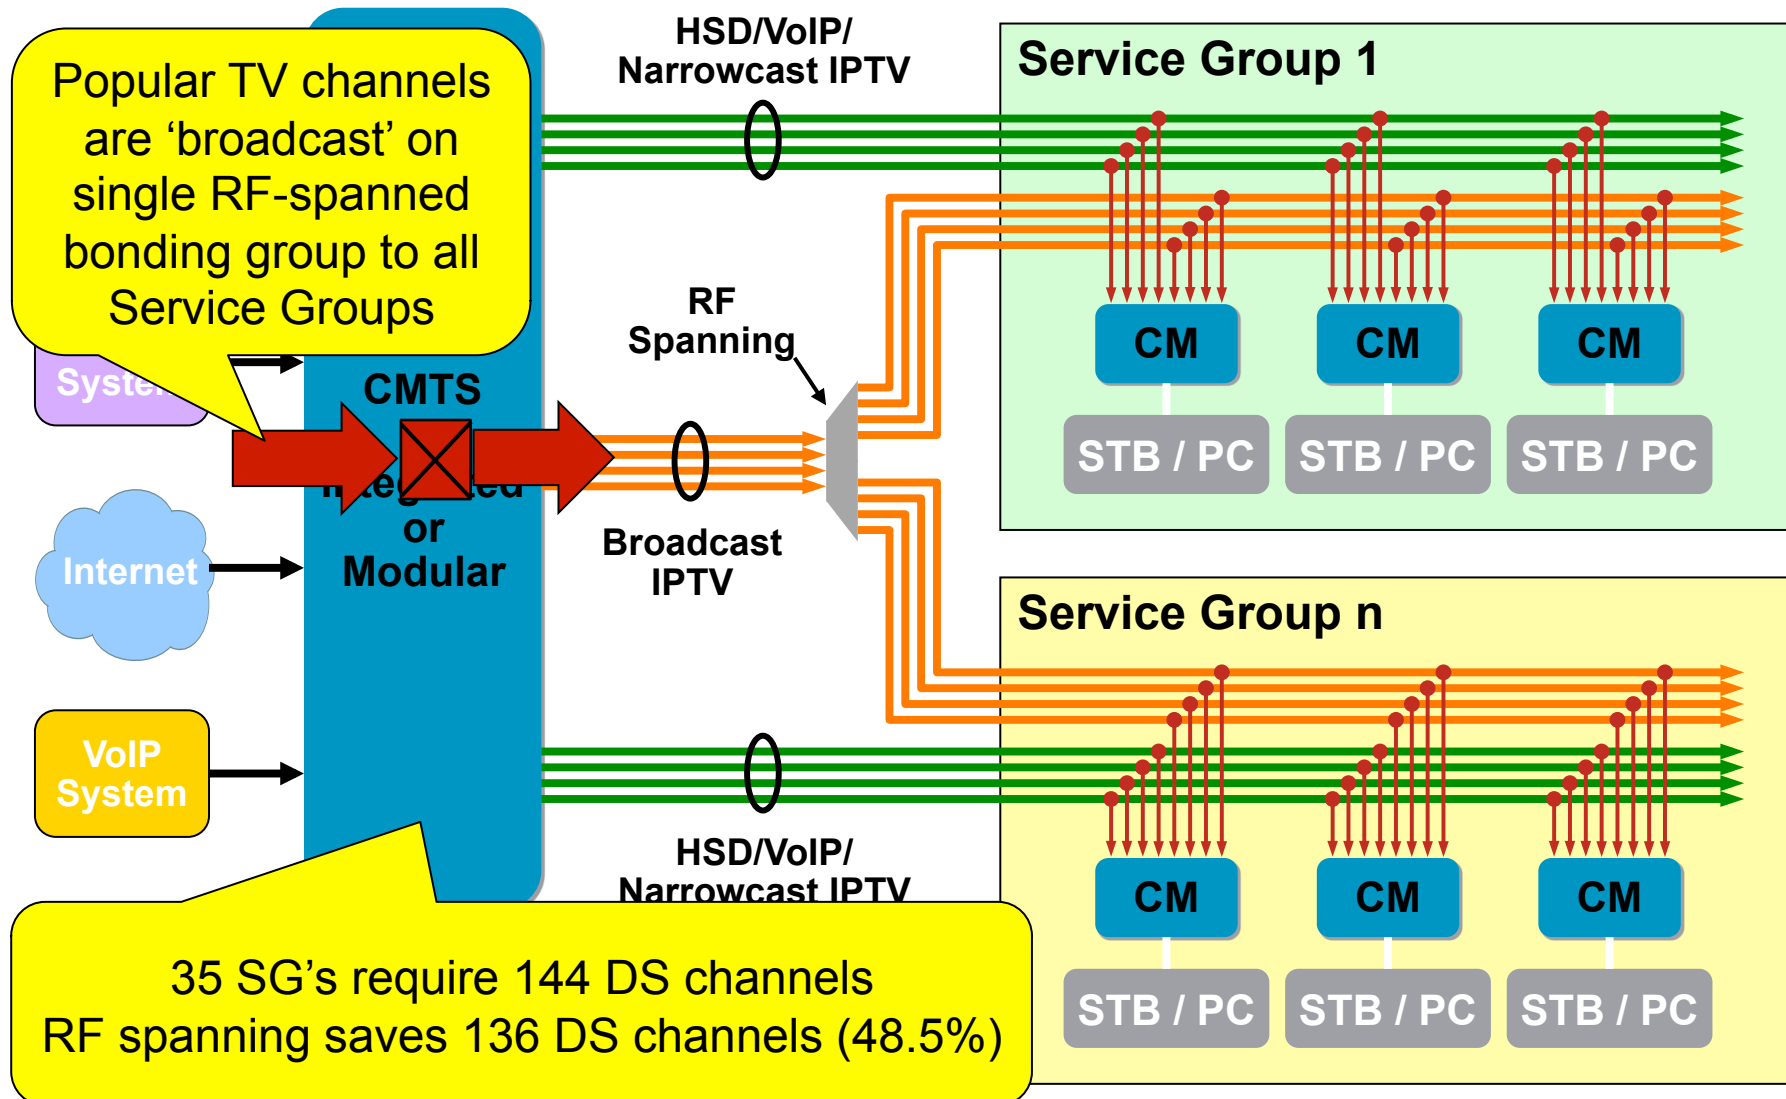 Popular TV channels
are ‘broadcast’ on
single RF-spanned
bonding group to all
Service Groups
System
Internet
VoIP
System
CMTS
Integrated
or
Modular
HSD/VoIP/
Narrowcast IPTV
RF
Spanning
Broadcast
IPTV
HSD/VoIP/
Narrowcast IPTV
Service Group 1
CM
CM
CM
STB / PC
STB / PC
STB / PC
Service Group n
CM
CM
CM
STB / PC
STB / PC
STB / PC
35 SG’s require 144 DS channels
RF spanning saves 136 DS channels (48.5%)